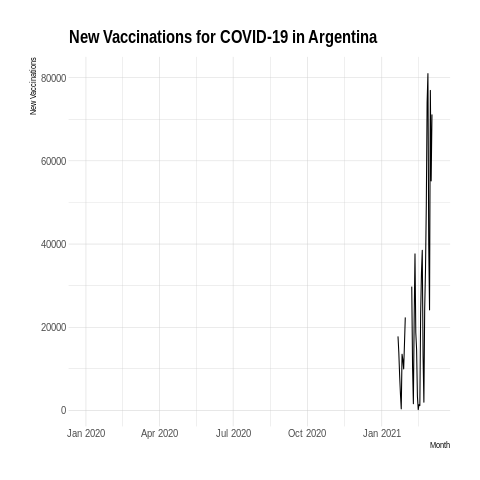 New Vaccinations for COVID-19 in Argentina
New Vaccinations
80000
60000
40000
20000
0
Jan 2020 Apr 2020 Jul 2020 Oct 2020 Jan 2021
Month